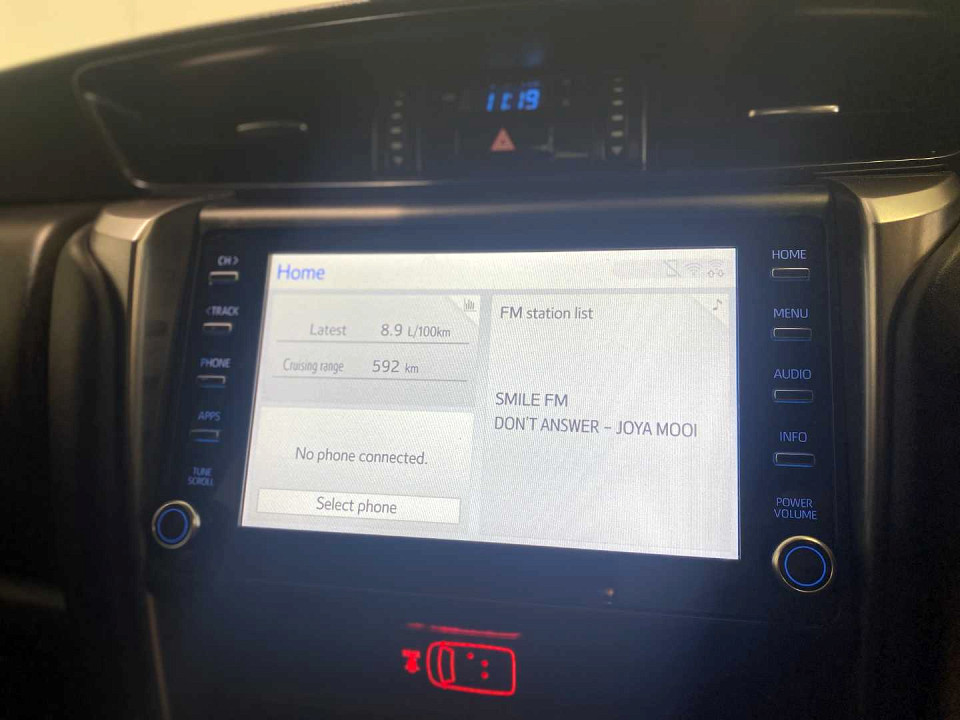 11:19
CH >
< TRACK
PHONE
APPS
TUNE
SCROLL
Home
Latest 8.9 L/100km
Cruising range 592 km
No phone connected.
Select phone
FM station list
SMILE FM
DON'T ANSWER - JOYA MOOI
HOME
MENU
AUDIO
INFO
POWER
VOLUME